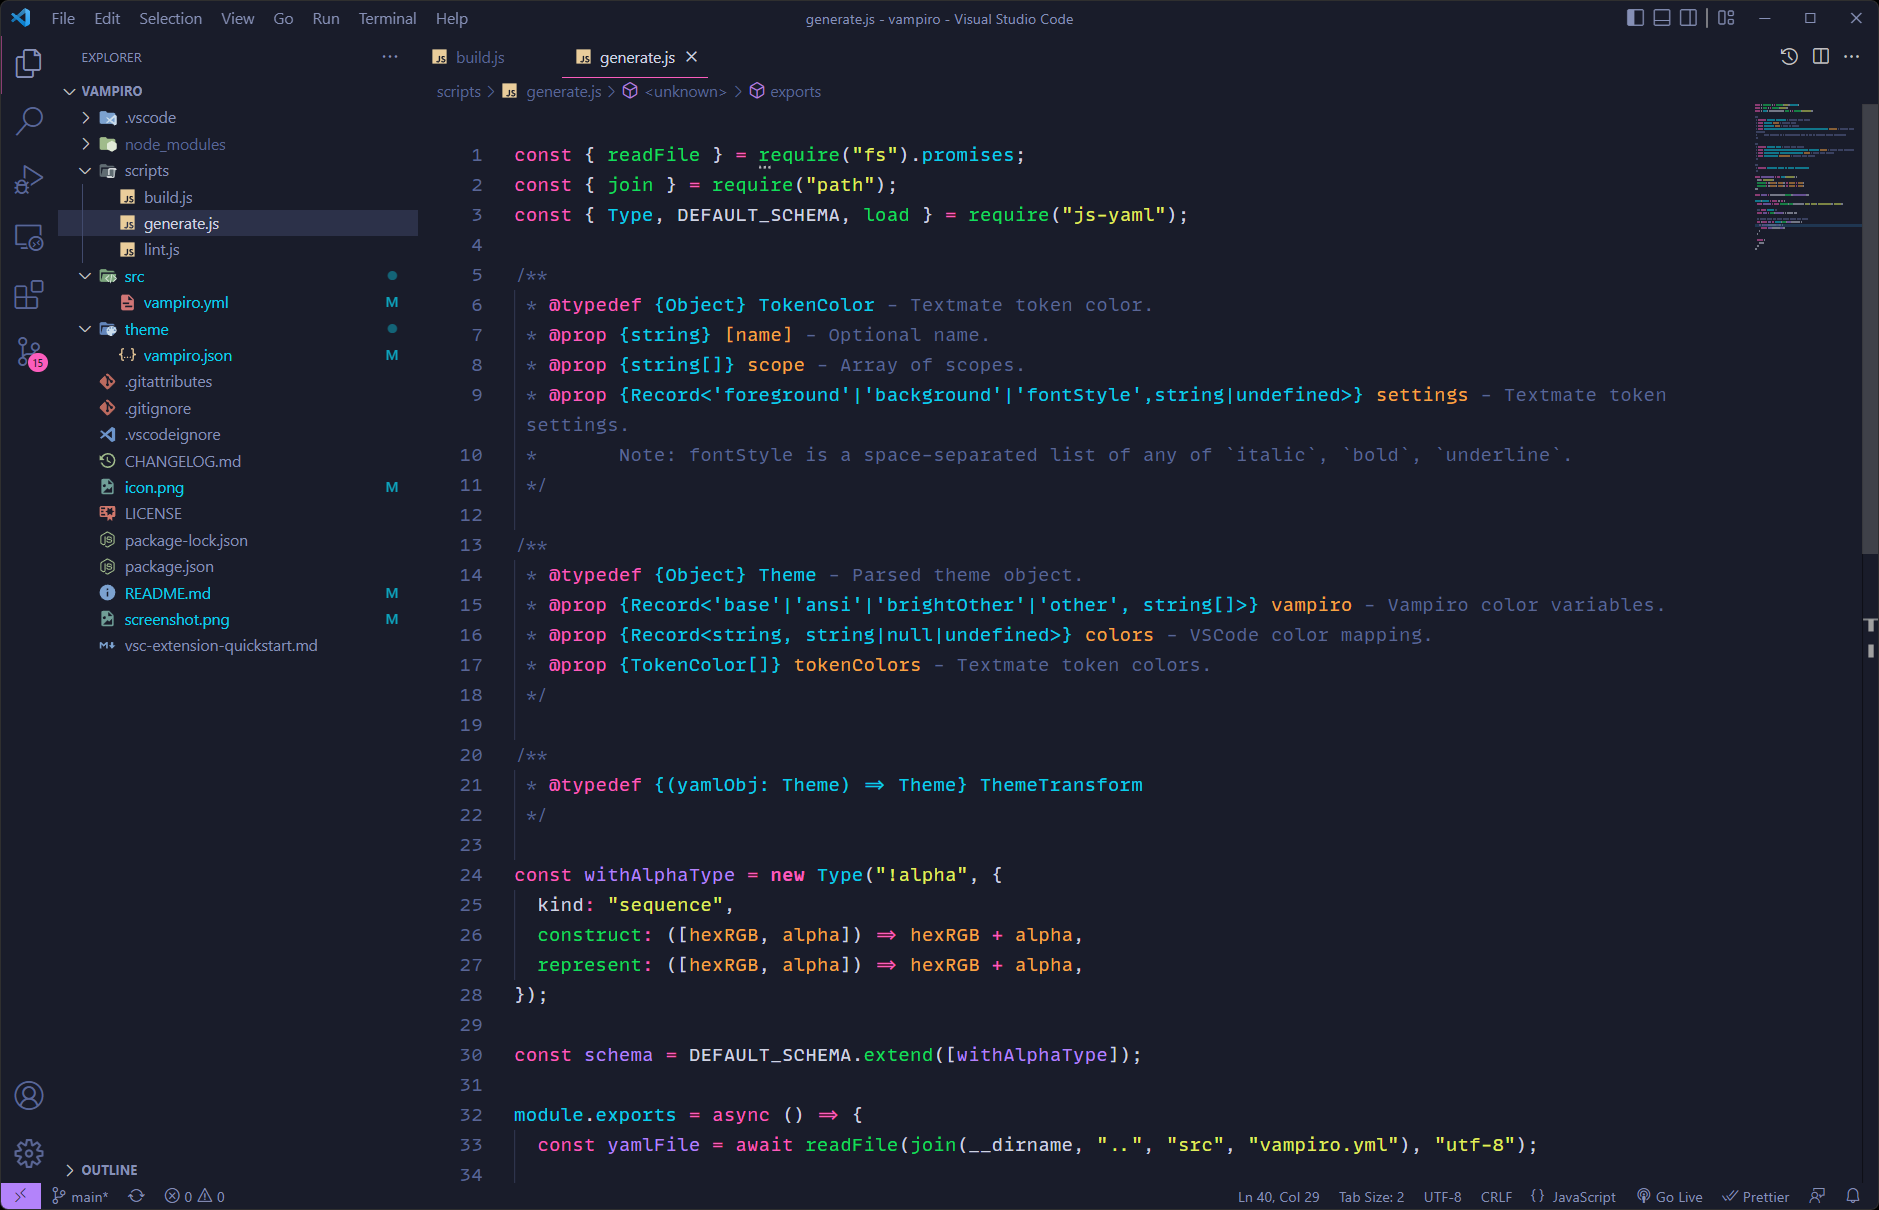 File Edit Selection View Go Run Terminal Help
generate.js - vampiro - Visual Studio Code
EXPLORER
VAMPIRO
.vscode
node_modules
scripts
build.js
generate.js
lint.js
src
vampiro.yml M
theme
vampiro.json M
.gitattributes
.gitignore
.vscodeignore
CHANGELOG.md
icon.png M
LICENSE
package-lock.json
package.json
README.md M
screenshot.png M
vsc-extension-quickstart.md
15
OUTLINE
build.js
generate.js
scripts > generate.js > <unknown> > exports
1 const { readFile } = require("fs").promises;
2 const { join } = require("path");
3 const { Type, DEFAULT_SCHEMA, load } = require("js-yaml");
4
5 /**
6 * @typedef {Object} TokenColor - Textmate token color.
7 * @prop {string} [name] - Optional name.
8 * @prop {string[]} scope - Array of scopes.
9 * @prop {Record<'foreground'|'background'|'fontStyle',string|undefined>} settings - Textmate token
settings.
10 * Note: fontStyle is a space-separated list of any of `italic`, `bold`, `underline`.
11 */
12
13 /**
14 * @typedef {Object} Theme - Parsed theme object.
15 * @prop {Record<'base'|'ansi'|'brightOther'|'other', string[]>} vampiro - Vampiro color variables.
16 * @prop {Record<string, string|null|undefined>} colors - VSCode color mapping.
17 * @prop {TokenColor[]} tokenColors - Textmate token colors.
18 */
19
20 /**
21 * @typedef {(yamlObj: Theme) => Theme} ThemeTransform
22 */
23
24 const withAlphaType = new Type("!alpha", {
25 kind: "sequence",
26 construct: ([hexRGB, alpha]) => hexRGB + alpha,
27 represent: ([hexRGB, alpha]) => hexRGB + alpha,
28 });
29
30 const schema = DEFAULT_SCHEMA.extend([withAlphaType]);
31
32 module.exports = async () => {
33 const yamlFile = await readFile(join(__dirname, "..", "src", "vampiro.yml"), "utf-8");
34
main* 0 0 Ln 40, Col 29 Tab Size: 2 UTF-8 CRLF {} JavaScript Go Live Prettier